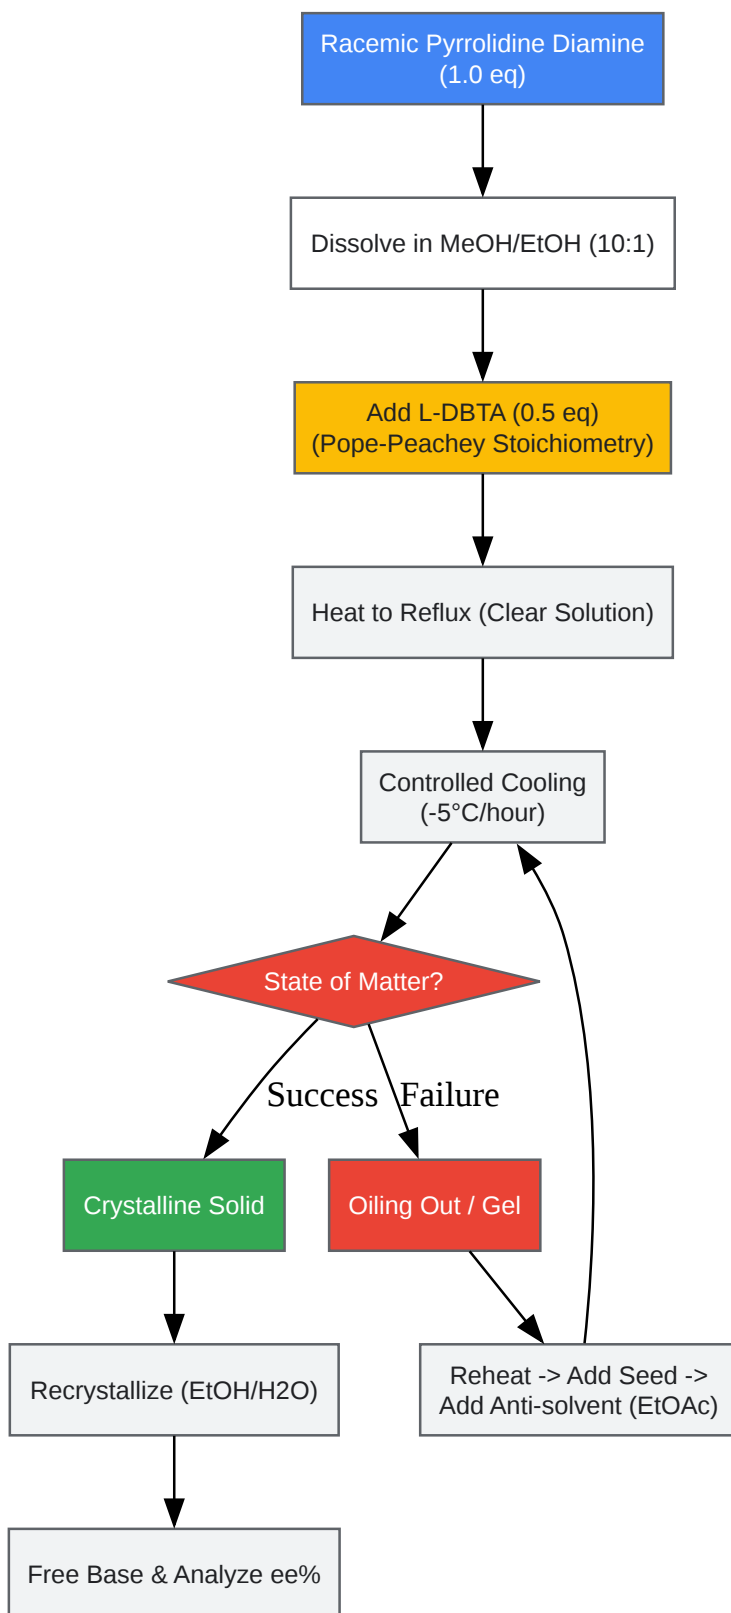 Racemic Pyrrolidine Diamine
(1.0 eq)
Dissolve in MeOH/EtOH (10:1)
Add L-DBTA (0.5 eq)
(Pope-Peachey Stoichiometry)
Heat to Reflux (Clear Solution)
Controlled Cooling
(-5°C/hour)
State of Matter?
Success
Failure
Crystalline Solid
Oiling Out / Gel
Recrystallize (EtOH/H2O)
Reheat -> Add Seed ->
Add Anti-solvent (EtOAc)
Free Base & Analyze ee%